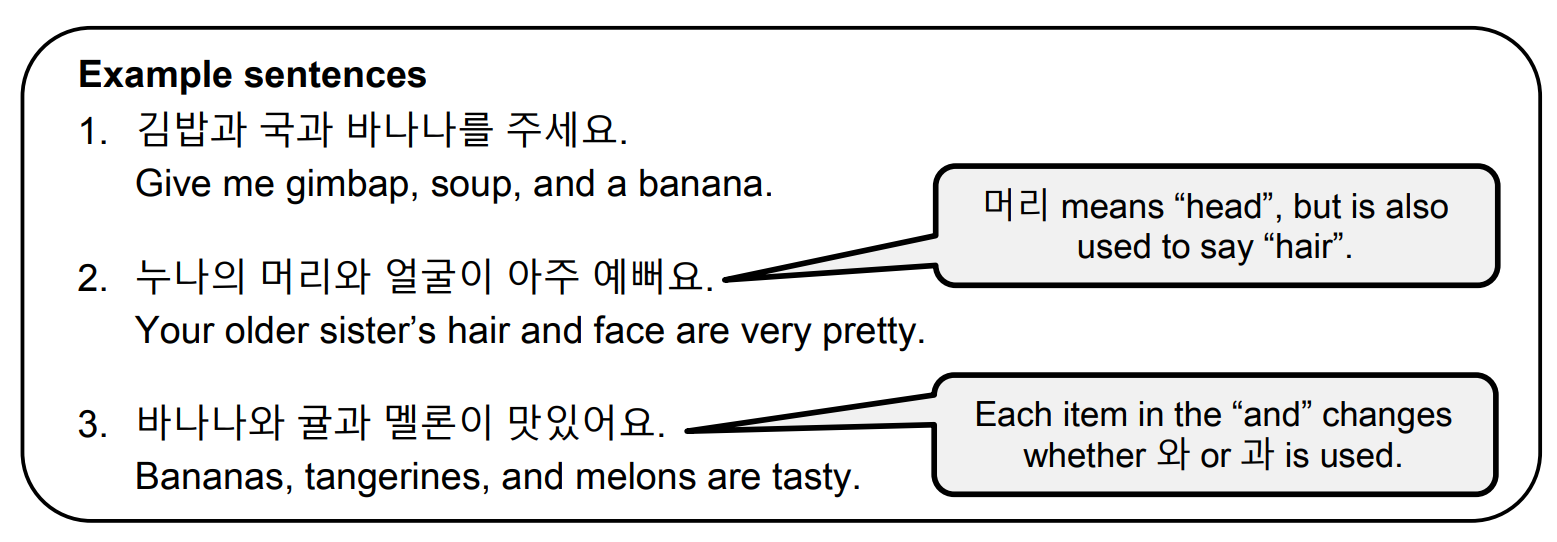 Example sentences
1. 김밥과 국과 바나나를 주세요.
Give me gimbap, soup, and a banana.
머리 means “head”, but is also
used to say “hair”.
2. 누나의 머리와 얼굴이 아주 예뻐요.
Your older sister’s hair and face are very pretty.
3. 바나나와 귤과 멜론이 맛있어요.
Bananas, tangerines, and melons are tasty.
Each item in the “and” changes
whether 와 or 과 is used.